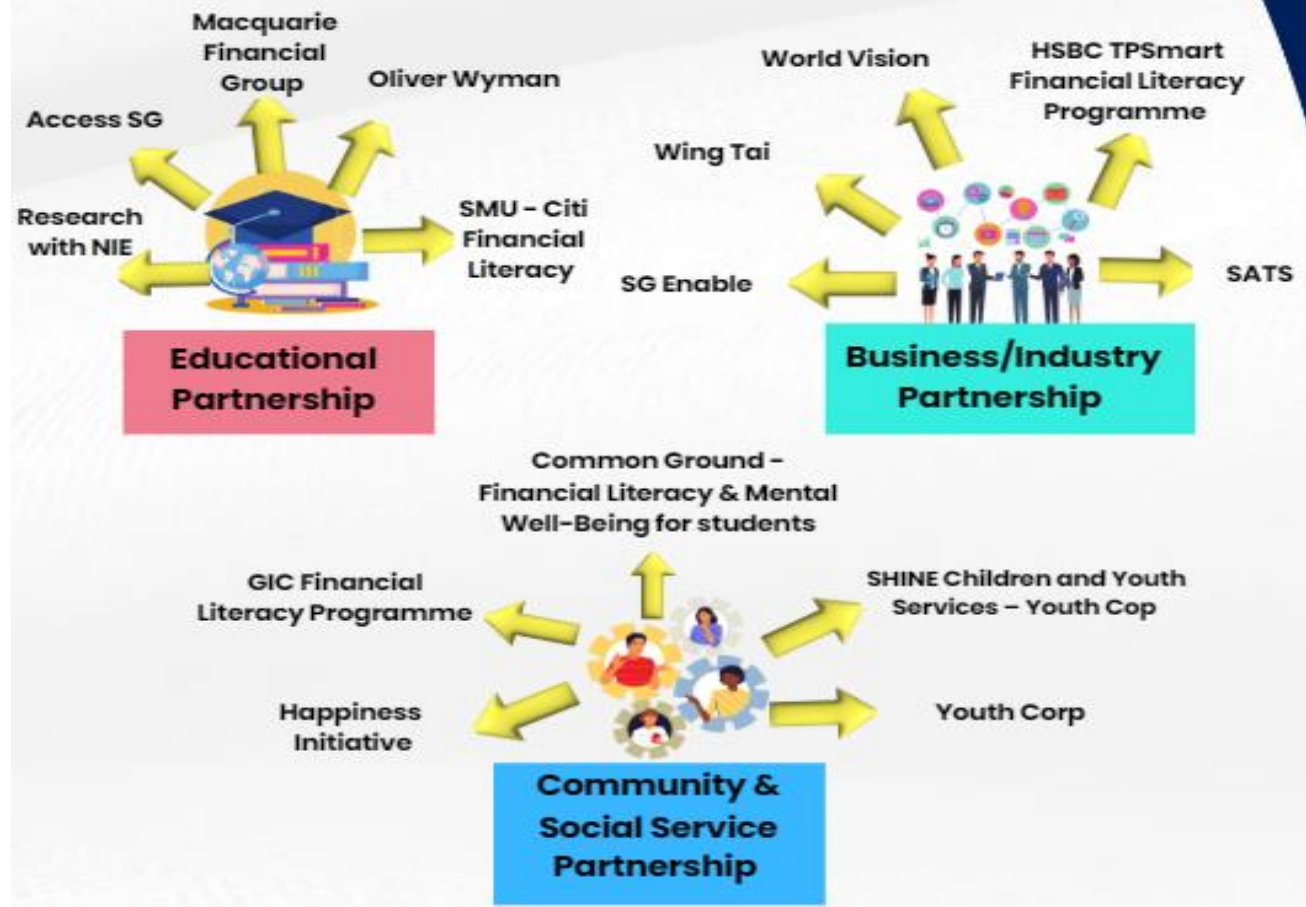 Macquarie
Financial
Group
Oliver Wyman
Access SG
Research
with NIE
SMU - Citi
Financial
Literacy
Educational
Partnership
World Vision
HSBC TPSmart
Financial Literacy
Programme
Wing Tai
SG Enable
SATS
Business/Industry
Partnership
Common Ground -
Financial Literacy & Mental
Well-Being for students
GIC Financial
Literacy Programme
SHINE Children and Youth
Services – Youth Cop
Happiness
Initiative
Youth Corp
Community &
Social Service
Partnership